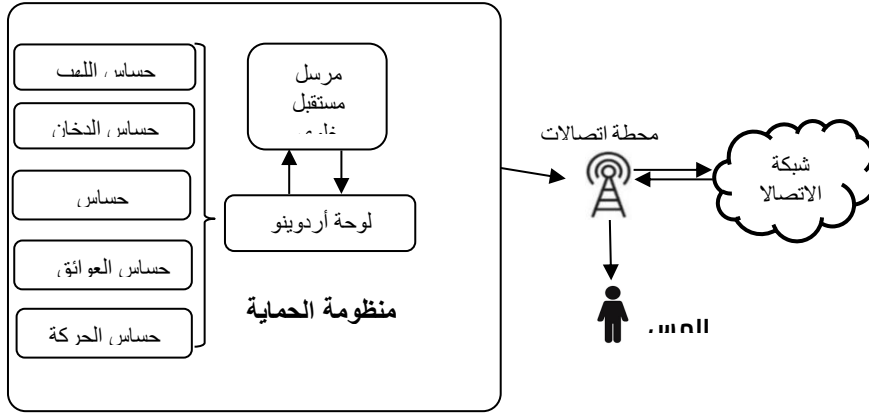 حساس اللهب
حساس الدخان
حساس
حساس العوائق
حساس الحركة
مرسل
مستقبل
لوحة أردوينو
منظومة الحماية
محطة اتصالات
شبكة
الاتصالا